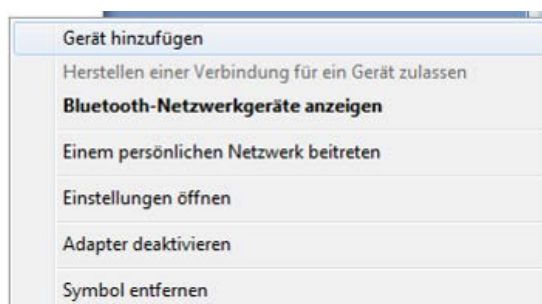 Gerät hinzufügen
Herstellen einer Verbindung für ein Gerät zulassen
Bluetooth-Netzwerkgeräte anzeigen
Einem persönlichen Netzwerk beitreten
Einstellungen öffnen
Adapter deaktivieren
Symbol entfernen